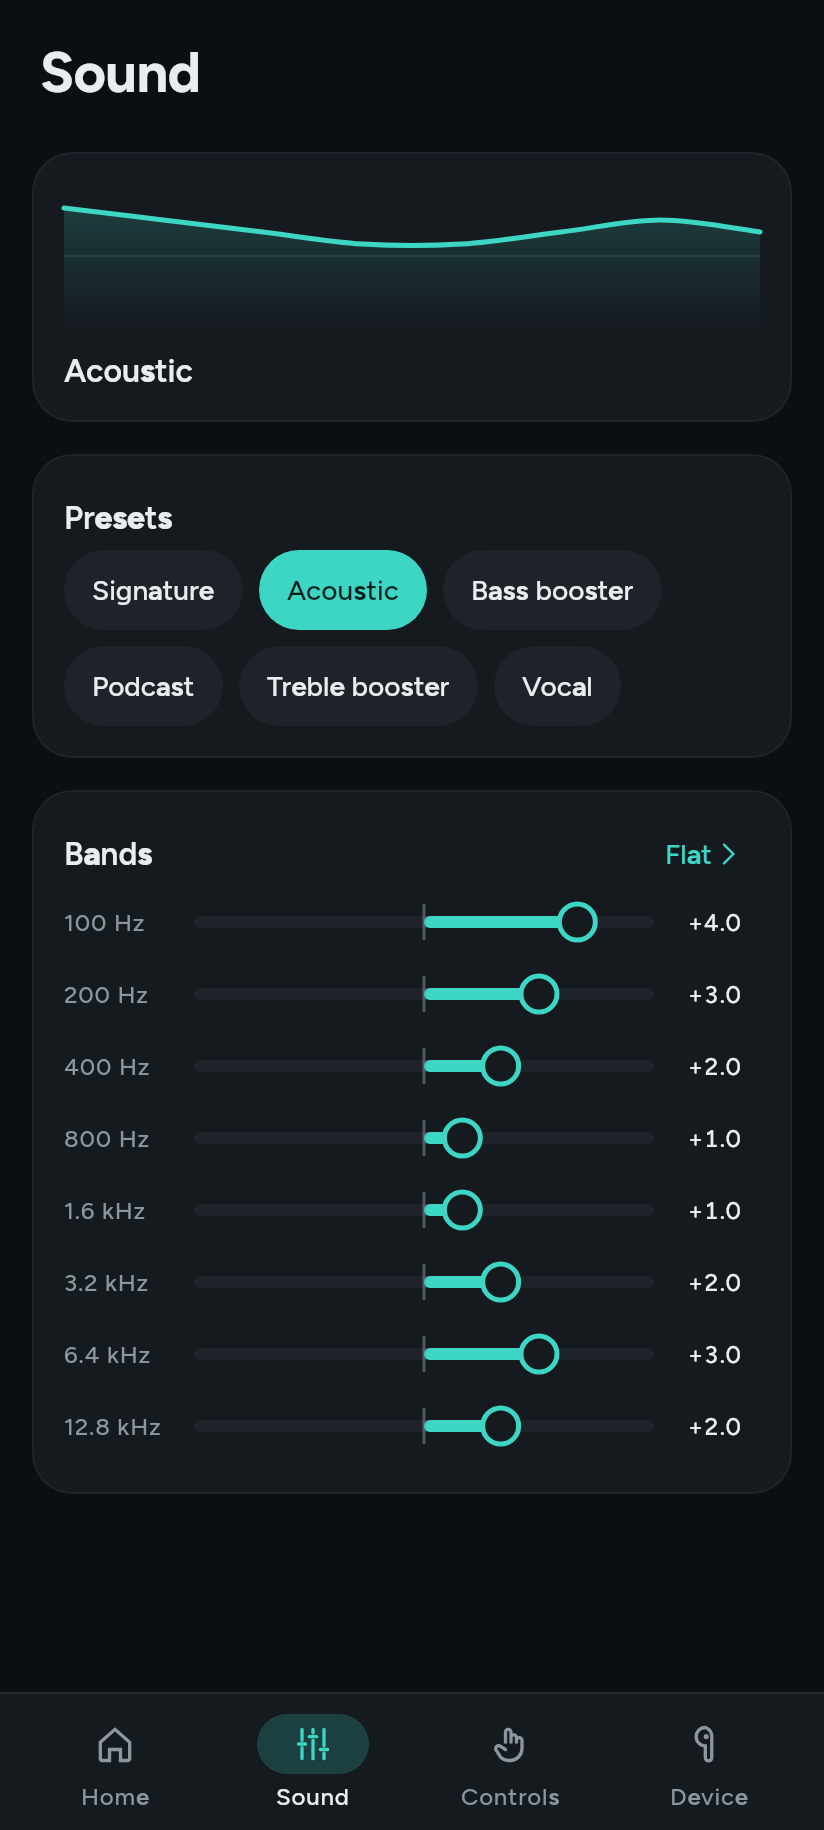 Sound
Acoustic
Presets
Signature Acoustic Bass booster
Podcast Treble booster Vocal
Bands Flat
100 Hz +4.0
200 Hz +3.0
400 Hz +2.0
800 Hz +1.0
1.6 kHz +1.0
3.2 kHz +2.0
6.4 kHz +3.0
12.8 kHz +2.0
Home Sound Controls Device